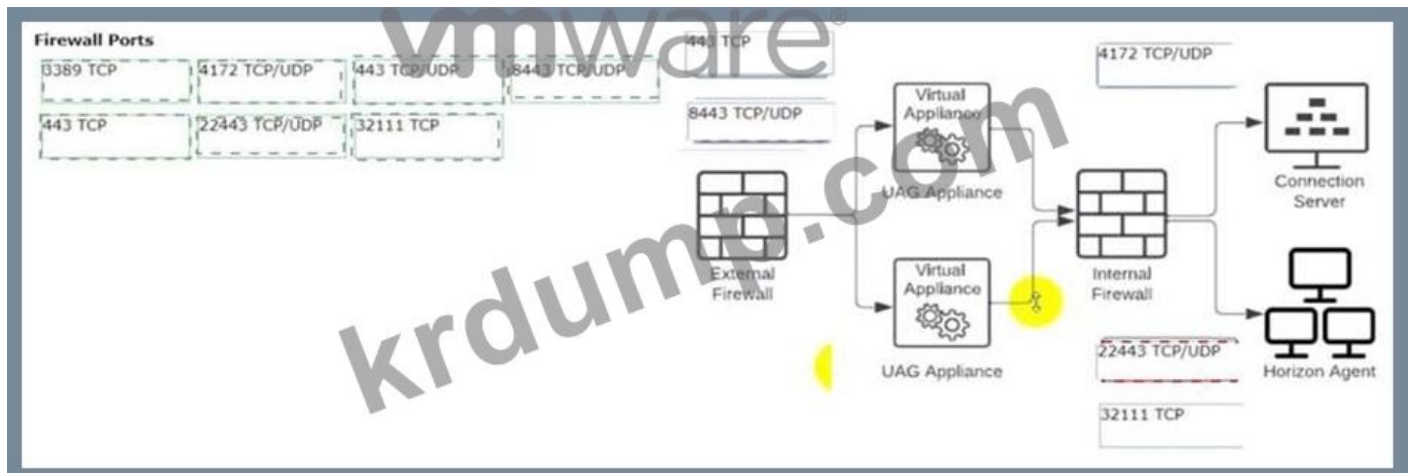 vmware®
Firewall Ports
3389 TCP
4172 TCP/UDP
443 TCP/UDP
8443 TCP/UDP
443 TCP
22443 TCP/UDP
32111 TCP
443 TCP
8443 TCP/UDP
4172 TCP/UDP
Virtual
Appliance
UAG Appliance
Connection
Server
External
Firewall
Virtual
Appliance
UAG Appliance
Internal
Firewall
22443 TCP/UDP
32111 TCP
Horizon Agent
krdump.com